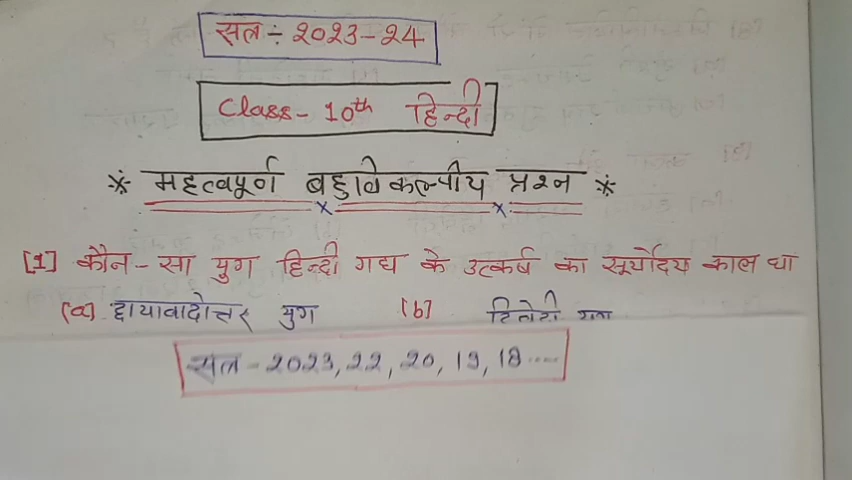 सत्र ÷ 2023-24
Class- 10th हिन्दी
* महत्वपूर्ण बहुविकल्पीय प्रश्न *
[1] कौन-सा युग हिन्दी गद्य के उत्कर्ष का सूर्योदय काल था
(a) छायावादोत्तर युग (b)
सत्र - 2023, 22, 20, 19, 18 ....